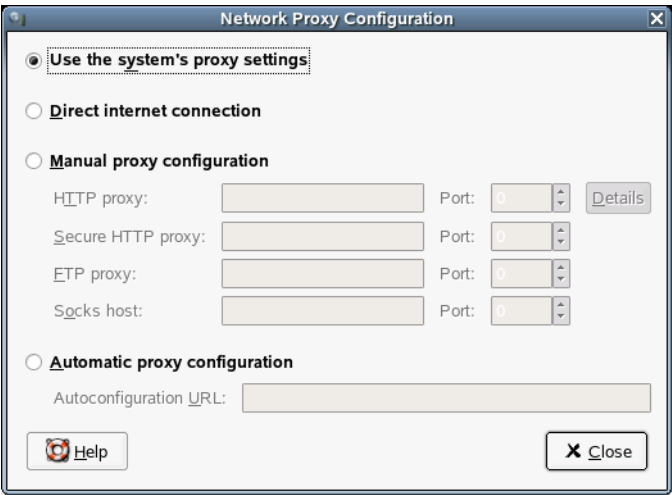 Network Proxy Configuration
Use the system's proxy settings
Direct internet connection
Manual proxy configuration
HTTP proxy: Port: 0 Details
Secure HTTP proxy: Port: 0
FTP proxy: Port: 0
Socks host: Port: 0
Automatic proxy configuration
Autoconfiguration URL:
Help Close